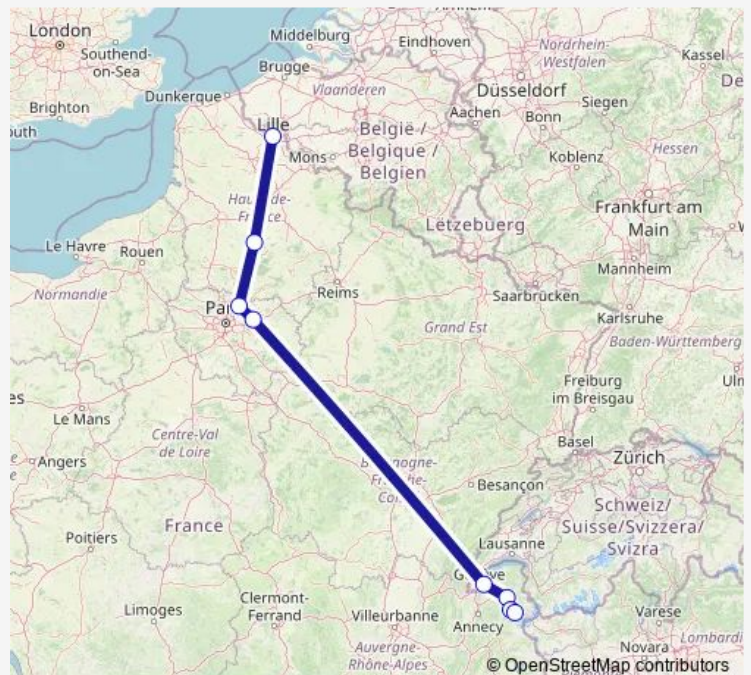 London
Southend-
on-Sea
Middelburg
Eindhoven
Nordrhein-
Westfalen
Kassel
Brugge
Brighton
Dunkerque
Vlaanderen
Düsseldorf
Siegen
Aachen
Bonn
Lille
België /
Belgique /
Belgien
Mons
Koblenz
Hessen
Frankfurt am
Main
Lëtzebuerg
Le Havre
Rouen
Mannheim
Reims
Saarbrücken
Normandie
Grand Est
Karlsruhe
Baden-Württemberg
Freiburg
im Breisgau
Le Mans
Centre-Val
de Loire
Basel
Zürich
Angers
Besançon
Schweiz/
Suisse/Svizzera/
Svizra
Poitiers
France
Lausanne
Limoges
Clermont-
Ferrand
Villeurbanne
Annecy
Varese
Auvergne-
Rhône-Alpes
Novara
© OpenStreetMap contributors